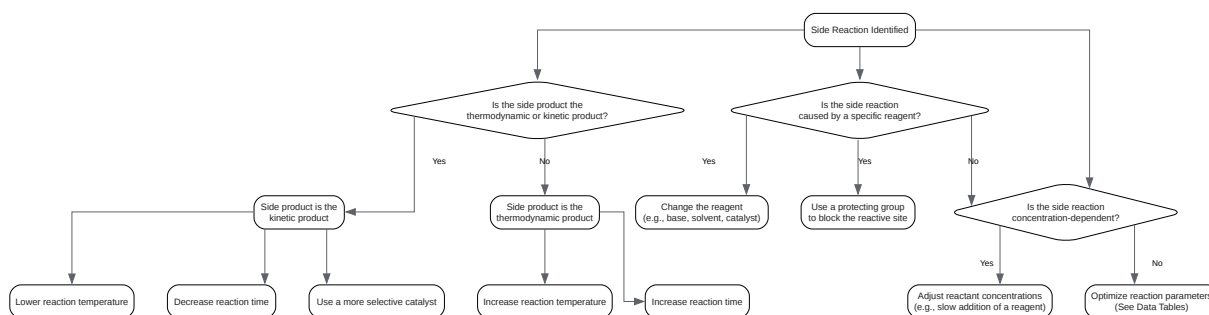 Side Reaction Identified
Is the side product the
thermodynamic or kinetic product?
Is the side reaction
caused by a specific reagent?
Yes
No
Yes
Yes
No
Side product is the
kinetic product
Side product is the
thermodynamic product
Change the reagent
(e.g., base, solvent, catalyst)
Use a protecting group
to block the reactive site
Is the side reaction
concentration-dependent?
Yes
No
Lower reaction temperature
Decrease reaction time
Use a more selective catalyst
Increase reaction temperature
Increase reaction time
Adjust reactant concentrations
(e.g., slow addition of a reagent)
Optimize reaction parameters
(See Data Tables)